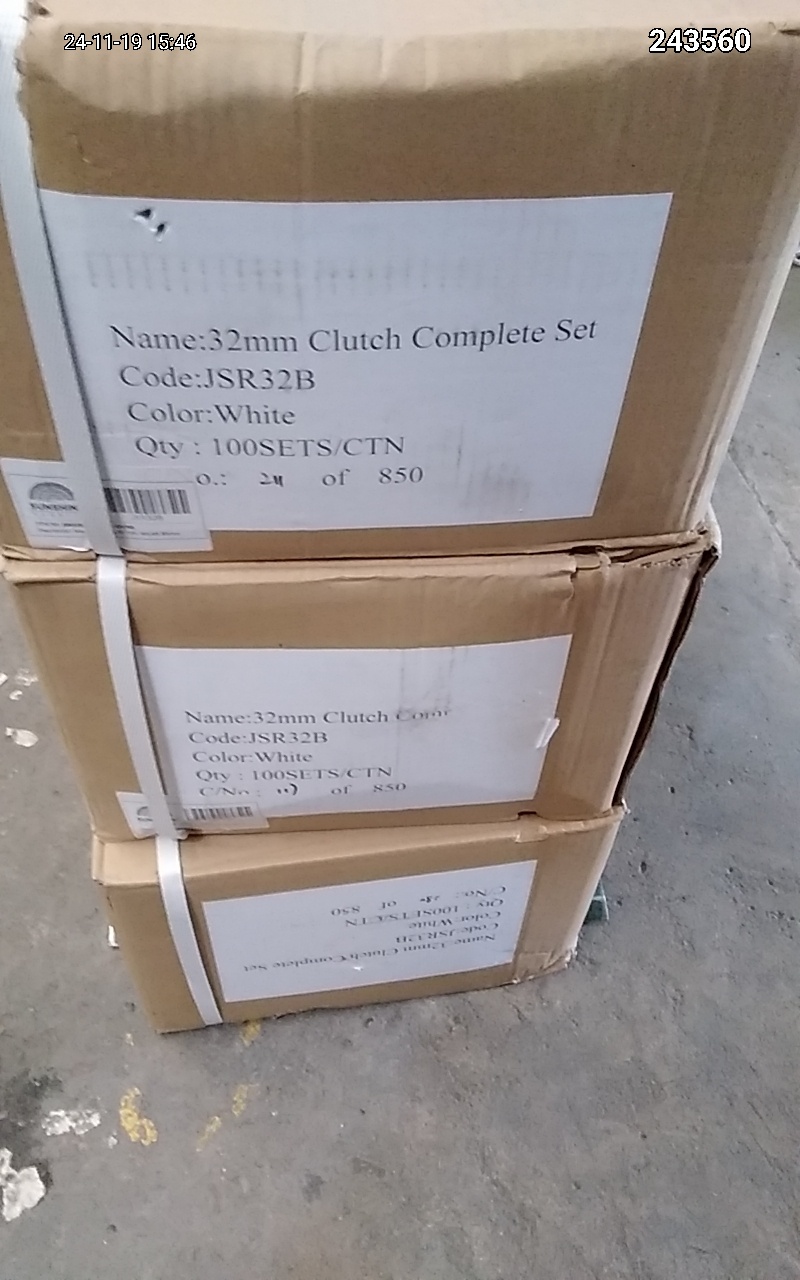 24-11-19 15:46
243560
Name:32mm Clutch Complete Set
Code:JSR32B
Color:White
Qty : 100SETS/CTN
o.: 24 of 850
Name:32mm Clutch
Code:JSR32B
Color:White
Qty : 100SETS/CTN
C/No.: of 850
Name:32mm Clutch Complete Set
Code:JSR32B
Color:White
Qty : 100SETS/CTN
C/No.: of 850